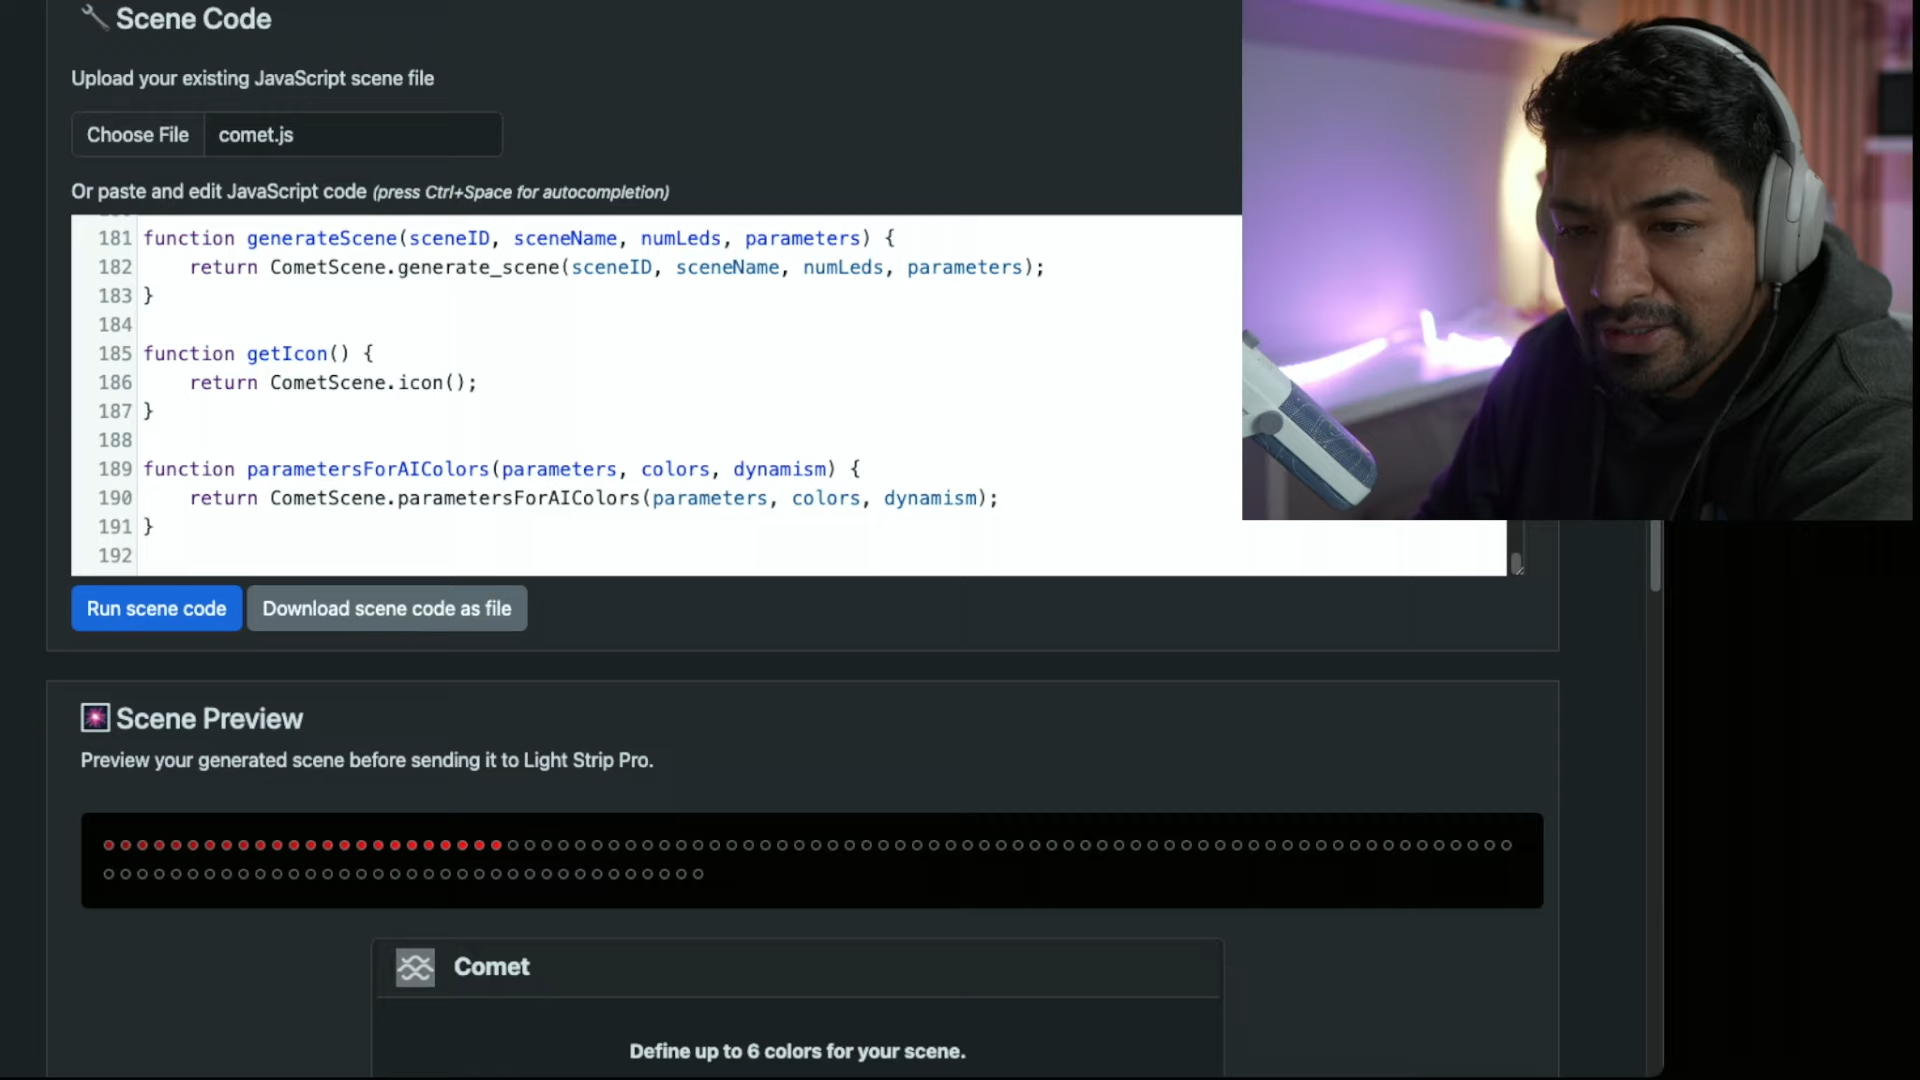 Scene Code
Upload your existing JavaScript scene file
Choose File comet.js
Or paste and edit JavaScript code (press Ctrl+Space for autocompletion)
181 function generateScene(sceneID, sceneName, numLeds, parameters) {
182 return CometScene.generate_scene(sceneID, sceneName, numLeds, parameters);
183 }
184
185 function getIcon() {
186 return CometScene.icon();
187 }
188
189 function parametersForAIColors(parameters, colors, dynamism) {
190 return CometScene.parametersForAIColors(parameters, colors, dynamism);
191 }
192
Run scene code Download scene code as file
Scene Preview
Preview your generated scene before sending it to Light Strip Pro.
Comet
Define up to 6 colors for your scene.